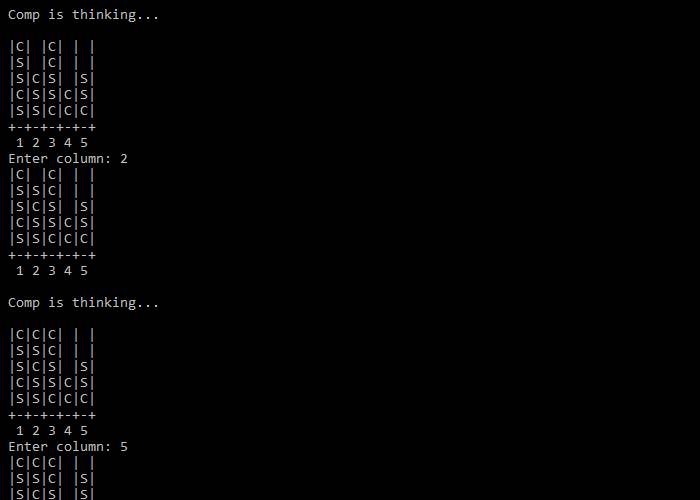 Comp is thinking...
|C| |C| | |
|S| |C| | |
|S|C|S| |S|
|C|S|S|C|S|
|S|S|C|C|C|
+-+-+-+-+-+
 1 2 3 4 5
Enter column: 2
|C| |C| | |
|S|S|C| | |
|S|C|S| |S|
|C|S|S|C|S|
|S|S|C|C|C|
+-+-+-+-+-+
 1 2 3 4 5
Comp is thinking...
|C|C|C| | |
|S|S|C| | |
|S|C|S| |S|
|C|S|S|C|S|
|S|S|C|C|C|
+-+-+-+-+-+
 1 2 3 4 5
Enter column: 5
|C|C|C| | |
|S|S|C| |S|
|S|C|S| |S|